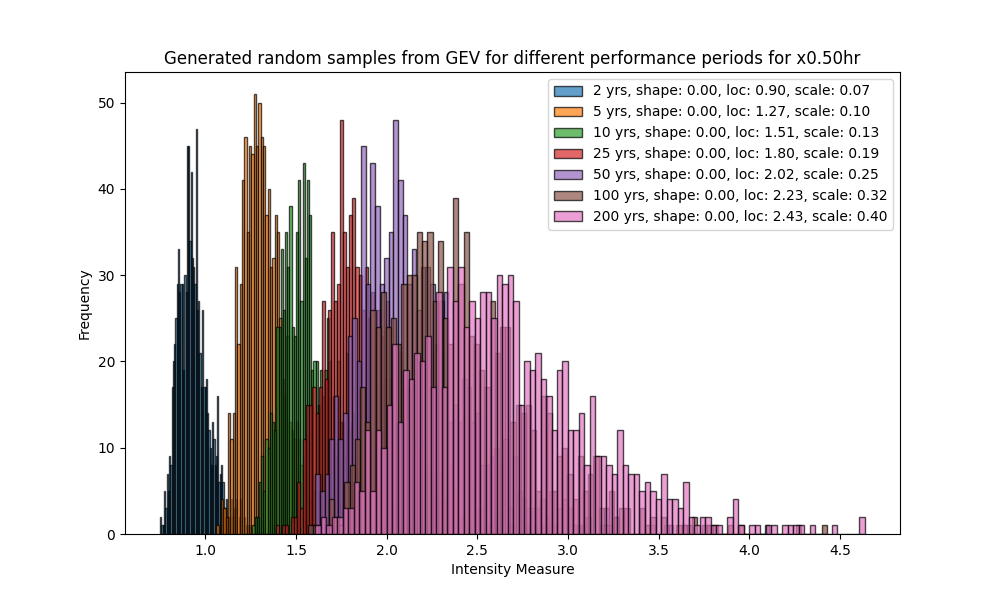 Generated random samples from GEV for different performance periods for x0.50hr
2 yrs, shape: 0.00, loc: 0.90, scale: 0.07
5 yrs, shape: 0.00, loc: 1.27, scale: 0.10
10 yrs, shape: 0.00, loc: 1.51, scale: 0.13
25 yrs, shape: 0.00, loc: 1.80, scale: 0.19
50 yrs, shape: 0.00, loc: 2.02, scale: 0.25
100 yrs, shape: 0.00, loc: 2.23, scale: 0.32
200 yrs, shape: 0.00, loc: 2.43, scale: 0.40
Frequency
50
40
30
20
10
0
1.0 1.5 2.0 2.5 3.0 3.5 4.0 4.5
Intensity Measure